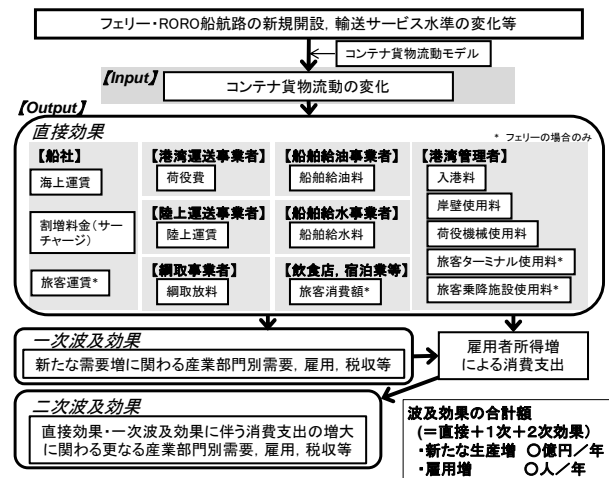 フェリー・RORO船航路の新規開設, 輸送サービス水準の変化等
コンテナ貨物流動モデル
【Input】
コンテナ貨物流動の変化
【Output】
直接効果
* フェリーの場合のみ
【船社】
海上運賃
割増料金(サー
チャージ)
旅客運賃*
【港湾運送事業者】
荷役費
【陸上運送事業者】
陸上運賃
【綱取事業者】
綱取放料
【船舶給油事業者】
船舶給油料
【船舶給水事業者】
船舶給水料
【飲食店, 宿泊業等】
旅客消費額*
【港湾管理者】
入港料
岸壁使用料
荷役機械使用料
旅客ターミナル使用料*
旅客乗降施設使用料*
一次波及効果
新たな需要増に関わる産業部門別需要, 雇用, 税収等
雇用者所得増
による消費支出
二次波及効果
直接効果・一次波及効果に伴う消費支出の増大
に関わる更なる産業部門別需要, 雇用, 税収等
波及効果の合計額
(=直接+1次+2次効果)
・新たな生産増 〇億円/年
・雇用増 〇人/年